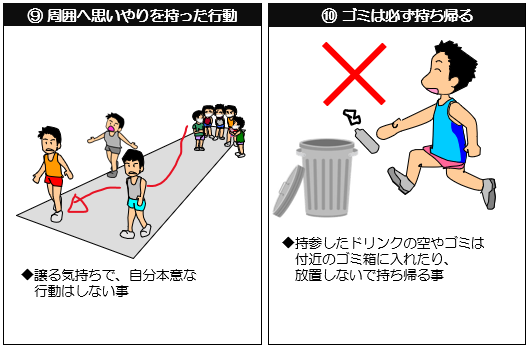 ⑨ 周囲へ思いやりを持った行動
◆譲る気持ちで、自分本意な
行動はしない事
⑩ ゴミは必ず持ち帰る
◆持参したドリンクの空やゴミは
付近のゴミ箱に入れたり、
放置しないで持ち帰る事